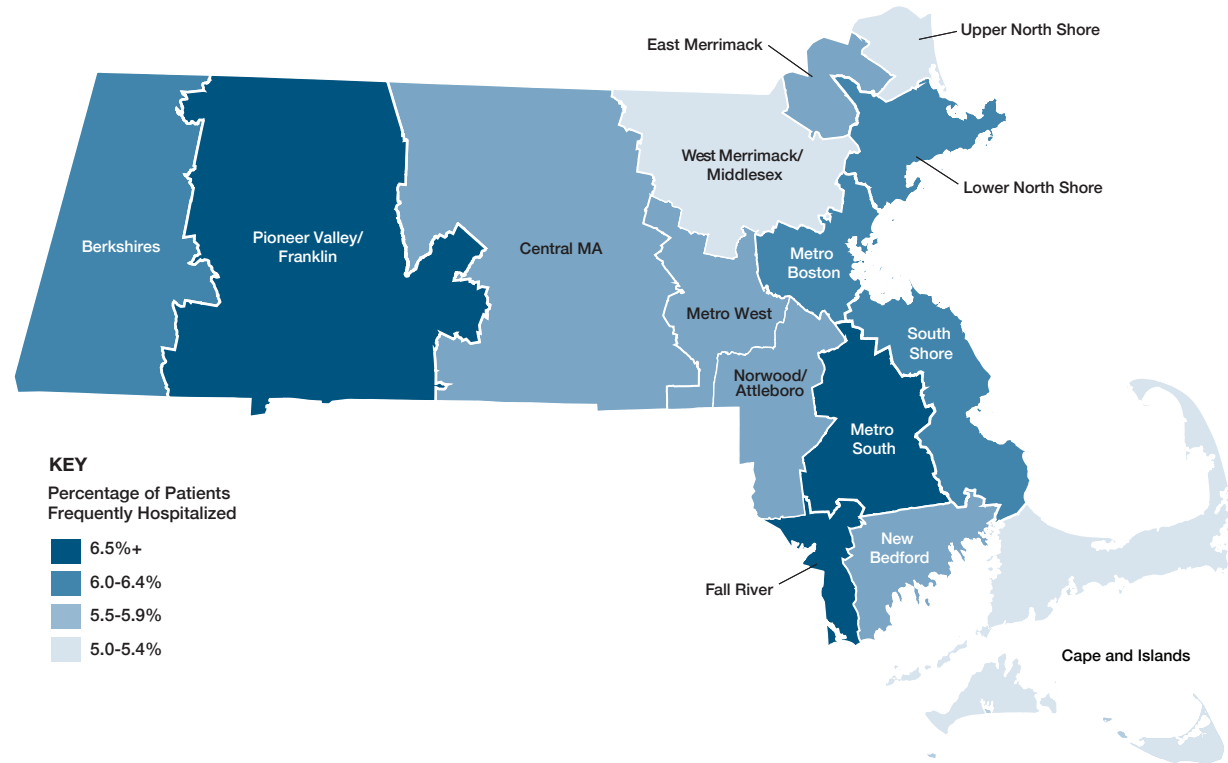 Upper North Shore
East Merrimack
West Merrimack/
Middlesex
Lower North Shore
Berkshires
Pioneer Valley/
Franklin
Central MA
Metro
Boston
Metro West
South
Shore
Norwood/
Attleboro
Metro
South
New
Bedford
Fall River
Cape and Islands
KEY
Percentage of Patients
Frequently Hospitalized
6.5%+
6.0-6.4%
5.5-5.9%
5.0-5.4%